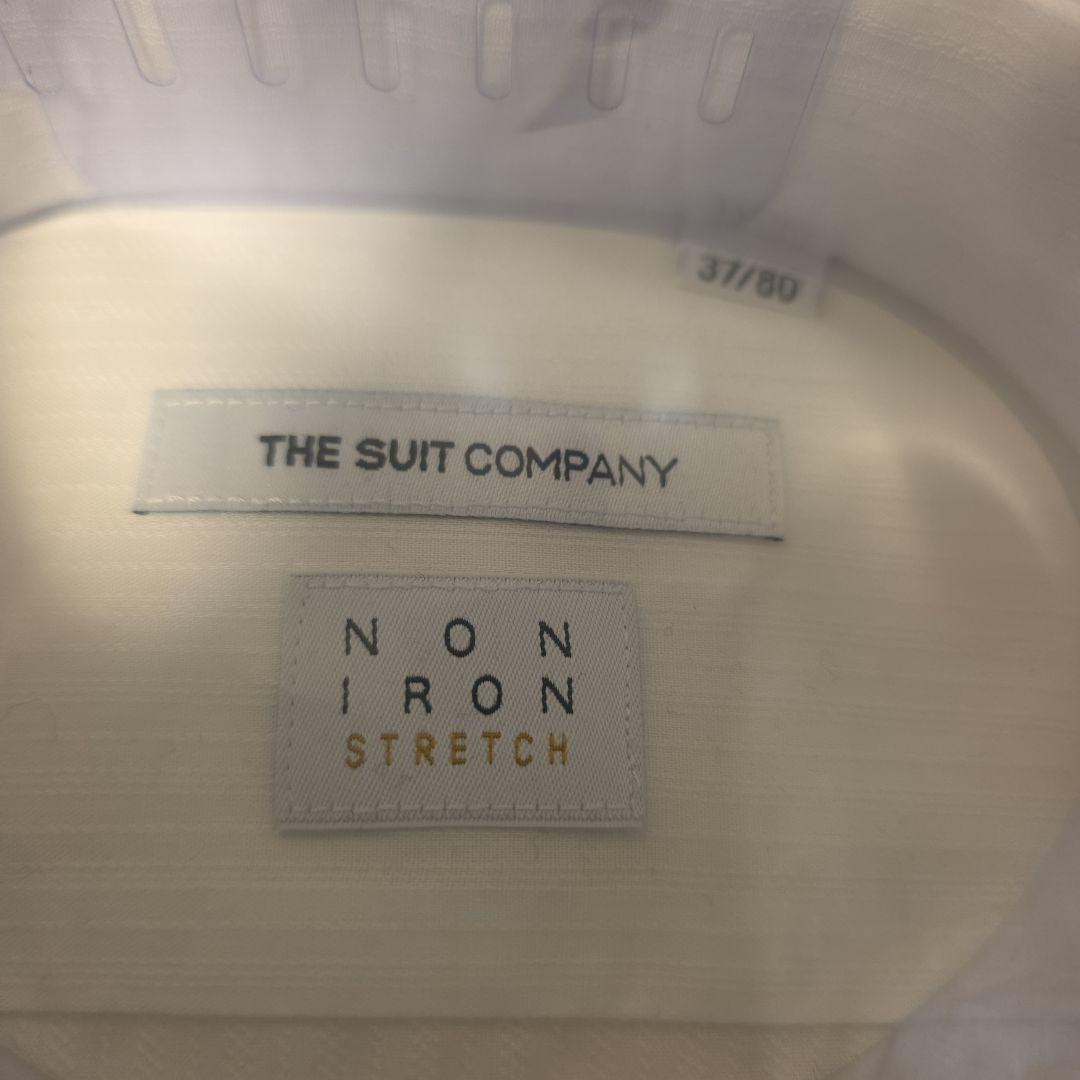 37/80
THE SUIT COMPANY
NON
IRON
STRETCH